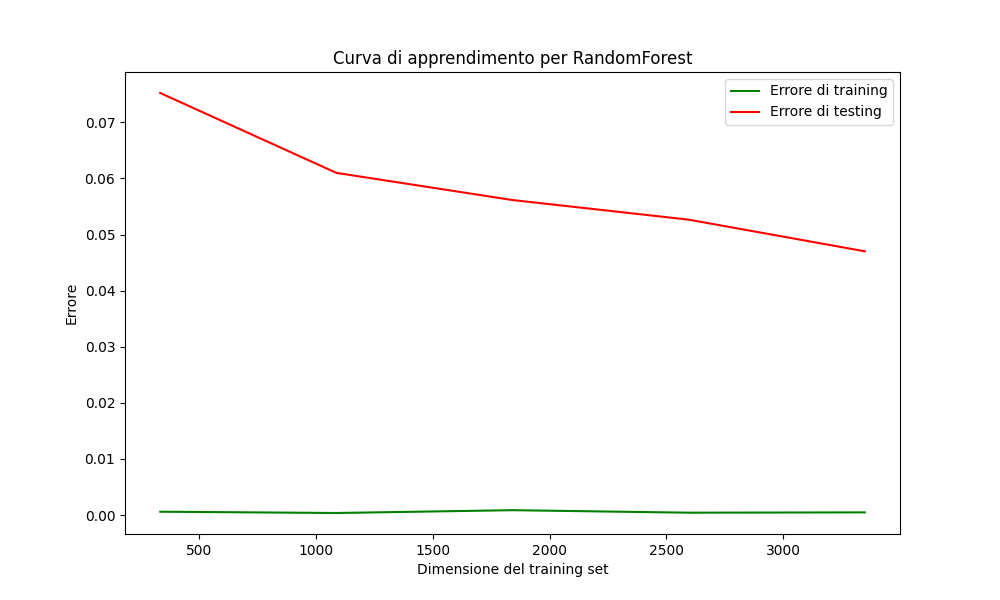 Curva di apprendimento per RandomForest
Errore di training
Errore di testing
Errore
0.07
0.06
0.05
0.04
0.03
0.02
0.01
0.00
500 1000 1500 2000 2500 3000
Dimensione del training set